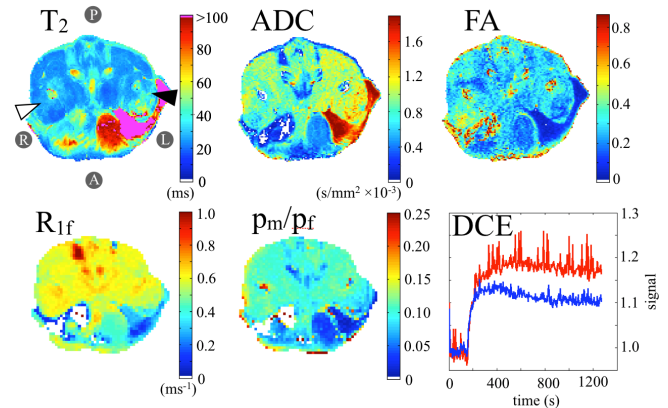 T2
P
R
L
A
>100
80
60
40
20
0
(ms)
ADC
1.6
1.2
0.8
0.4
0
(s/mm² ×10⁻³)
FA
0.8
0.6
0.4
0.2
0
R1f
1.0
0.8
0.6
0.4
0.2
0
(ms⁻¹)
pm/pf
0.25
0.20
0.15
0.10
0.05
0
DCE
1.3
1.2
1.1
1.0
signal
0
400
800
1200
time (s)